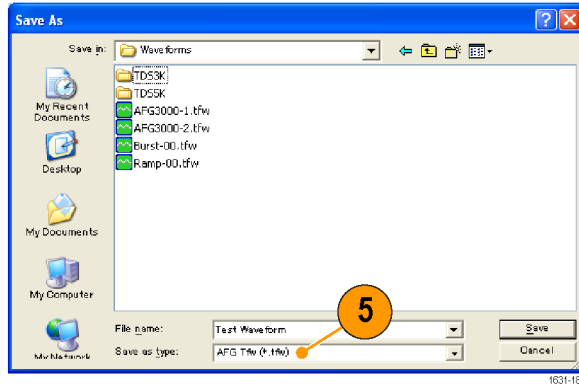 Save As
Save in:
Waveforms
TDS3K
TDS5K
AFG3000-1.tfw
AFG3000-2.tfw
Burst-00.tfw
Ramp-00.tfw
My Recent
Documents
Desktop
My Documents
My Computer
My Network
5
File name:
Test Waveform
Save
Save as type:
AFG Tfw (*.tfw)
Cancel
1631-18